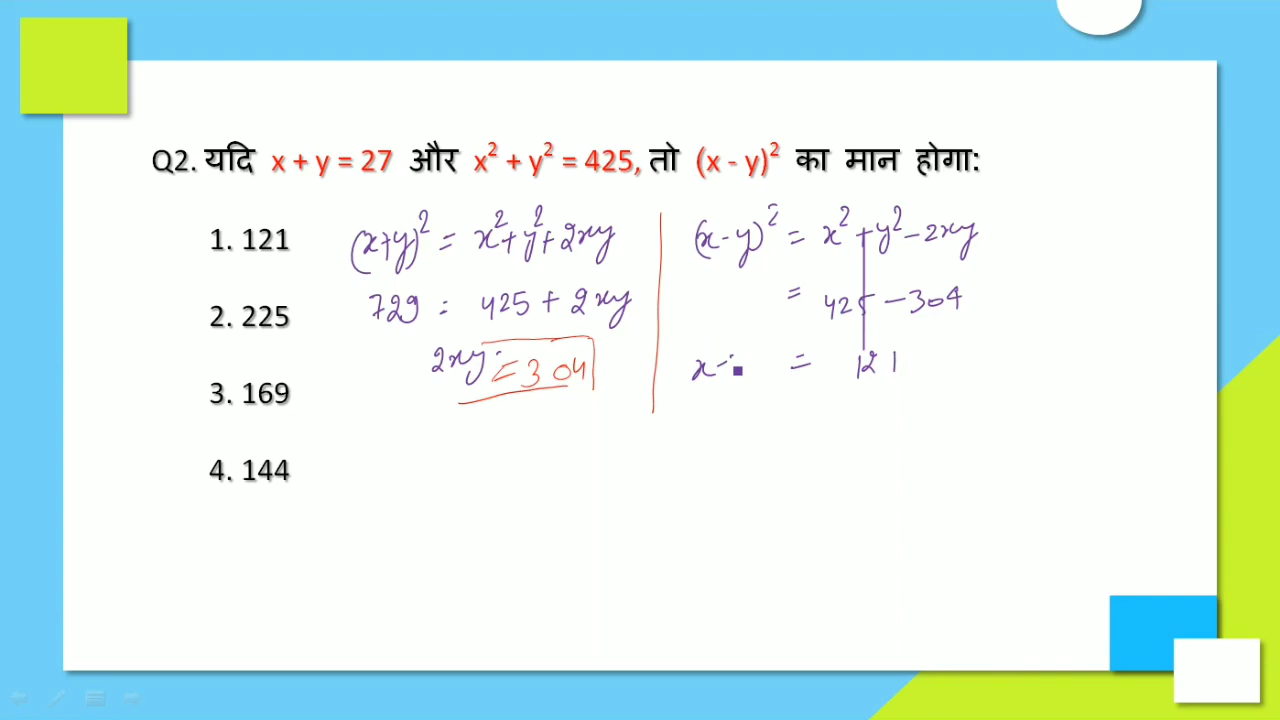 Q2. यदि x + y = 27 और x² + y² = 425, तो (x - y)² का मान होगा:
1. 121
2. 225
3. 169
4. 144
(x+y)² = x² + y² + 2xy
729 = 425 + 2xy
2xy = 304
(x-y)² = x² + y² - 2xy
= 425 - 304
x - = 121